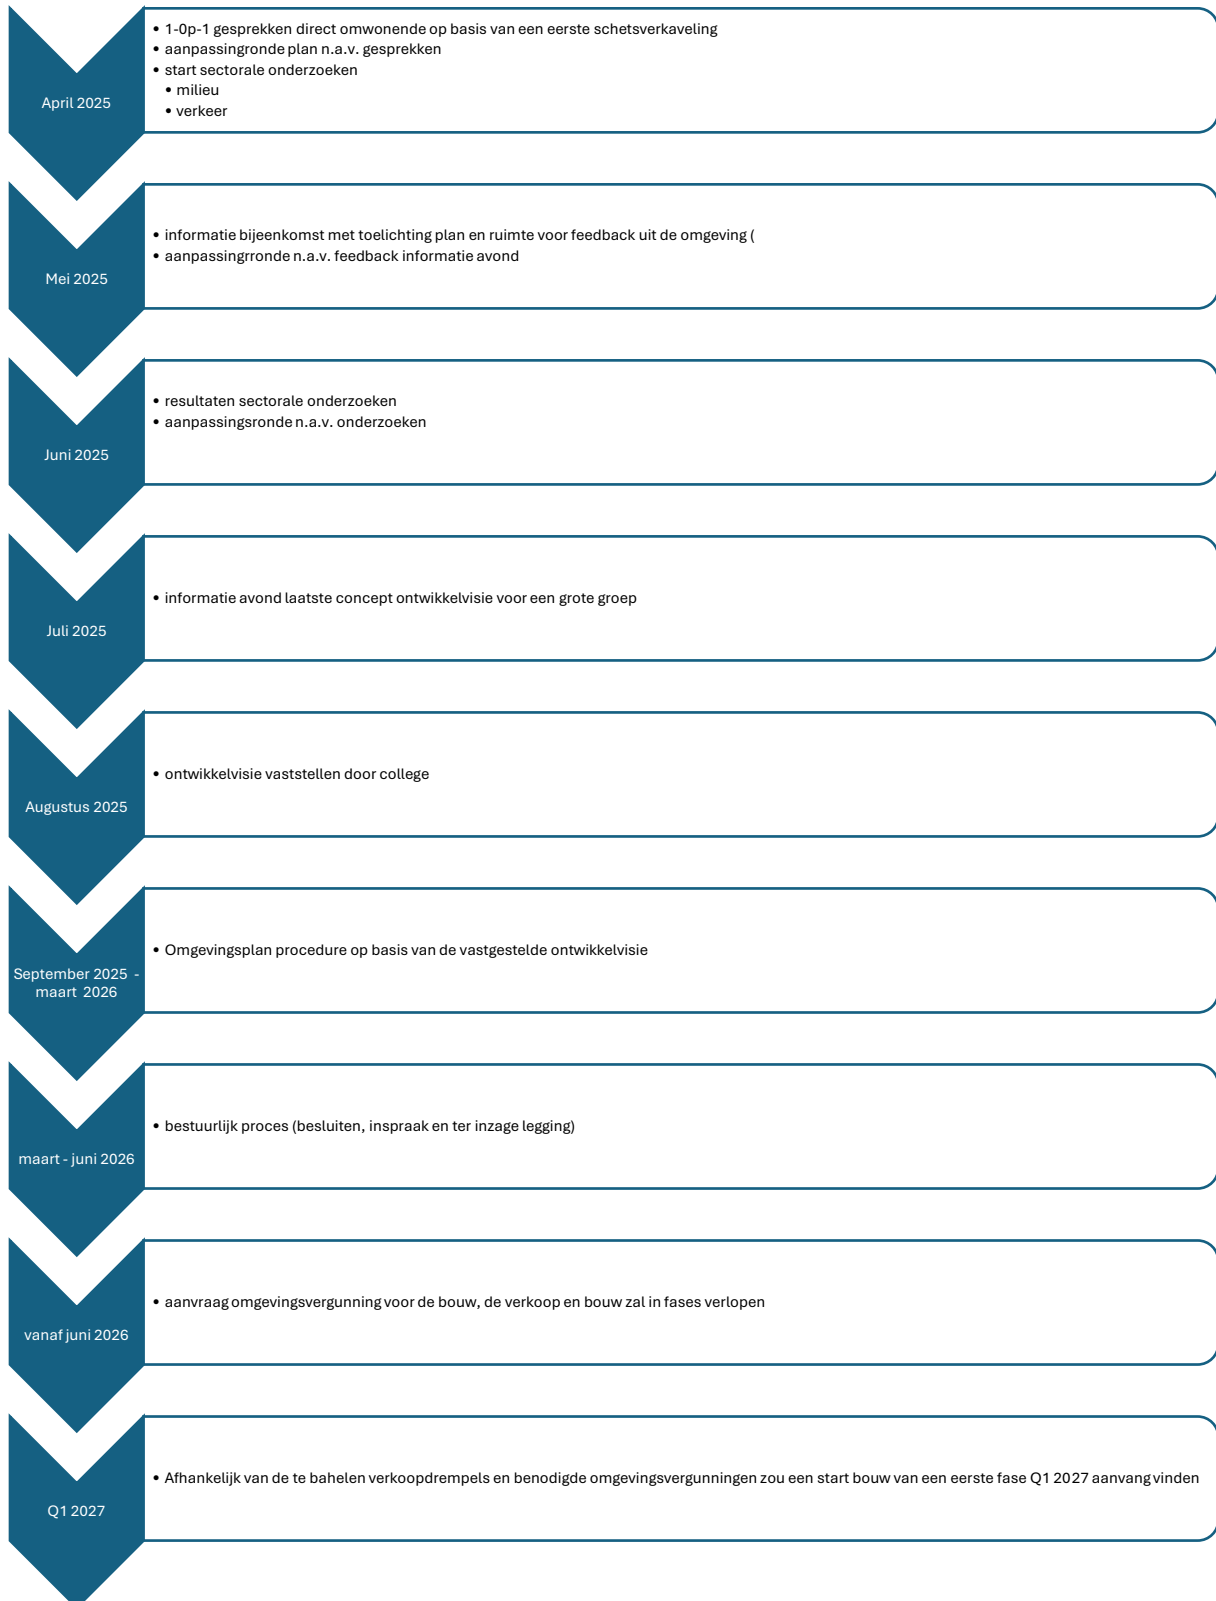 April 2025
• 1-0p-1 gesprekken direct omwonende op basis van een eerste schetsverkaveling
• aanpassingronde plan n.a.v. gesprekken
• start sectorale onderzoeken
• milieu
• verkeer
Mei 2025
• informatie bijeenkomst met toelichting plan en ruimte voor feedback uit de omgeving (
• aanpassingrronde n.a.v. feedback informatie avond
Juni 2025
• resultaten sectorale onderzoeken
• aanpassingsronde n.a.v. onderzoeken
Juli 2025
• informatie avond laatste concept ontwikkelvisie voor een grote groep
Augustus 2025
• ontwikkelvisie vaststellen door college
September 2025 -
maart 2026
• Omgevingsplan procedure op basis van de vastgestelde ontwikkelvisie
maart - juni 2026
• bestuurlijk proces (besluiten, inspraak en ter inzage legging)
vanaf juni 2026
• aanvraag omgevingsvergunning voor de bouw, de verkoop en bouw zal in fases verlopen
Q1 2027
• Afhankelijk van de te bahelen verkoopdrempels en benodigde omgevingsvergunningen zou een start bouw van een eerste fase Q1 2027 aanvang vinden